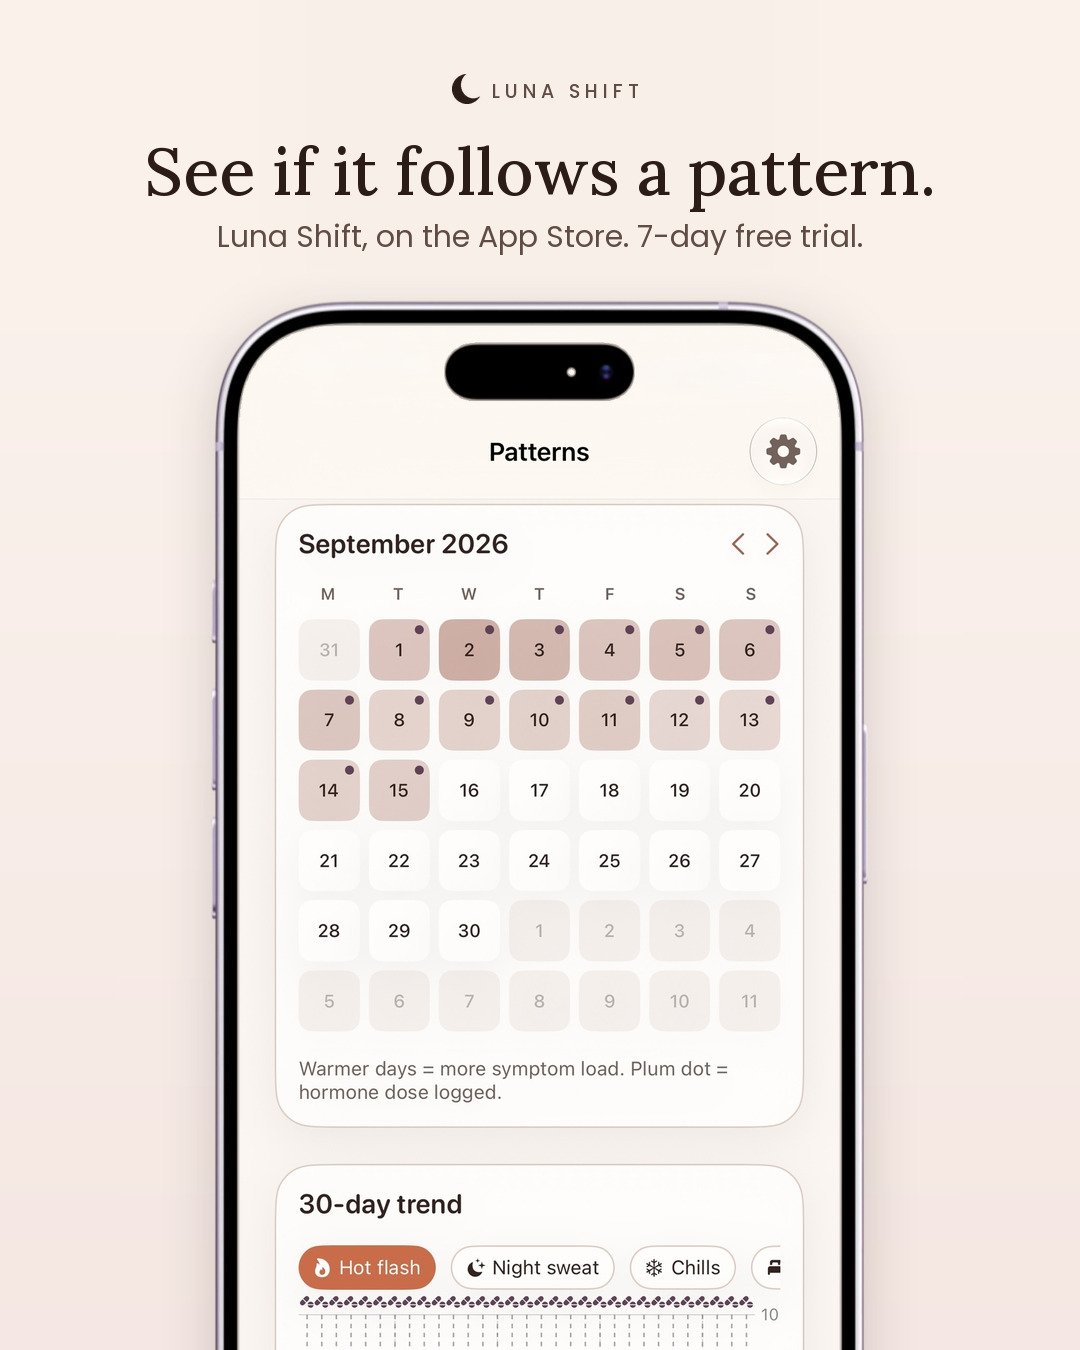 LUNA SHIFT
See if it follows a pattern.
Luna Shift, on the App Store. 7-day free trial.
Patterns
September 2026
M T W T F S S
31 1 2 3 4 5 6
7 8 9 10 11 12 13
14 15 16 17 18 19 20
21 22 23 24 25 26 27
28 29 30 1 2 3 4
5 6 7 8 9 10 11
Warmer days = more symptom load. Plum dot =
hormone dose logged.
30-day trend
Hot flash Night sweat Chills
10